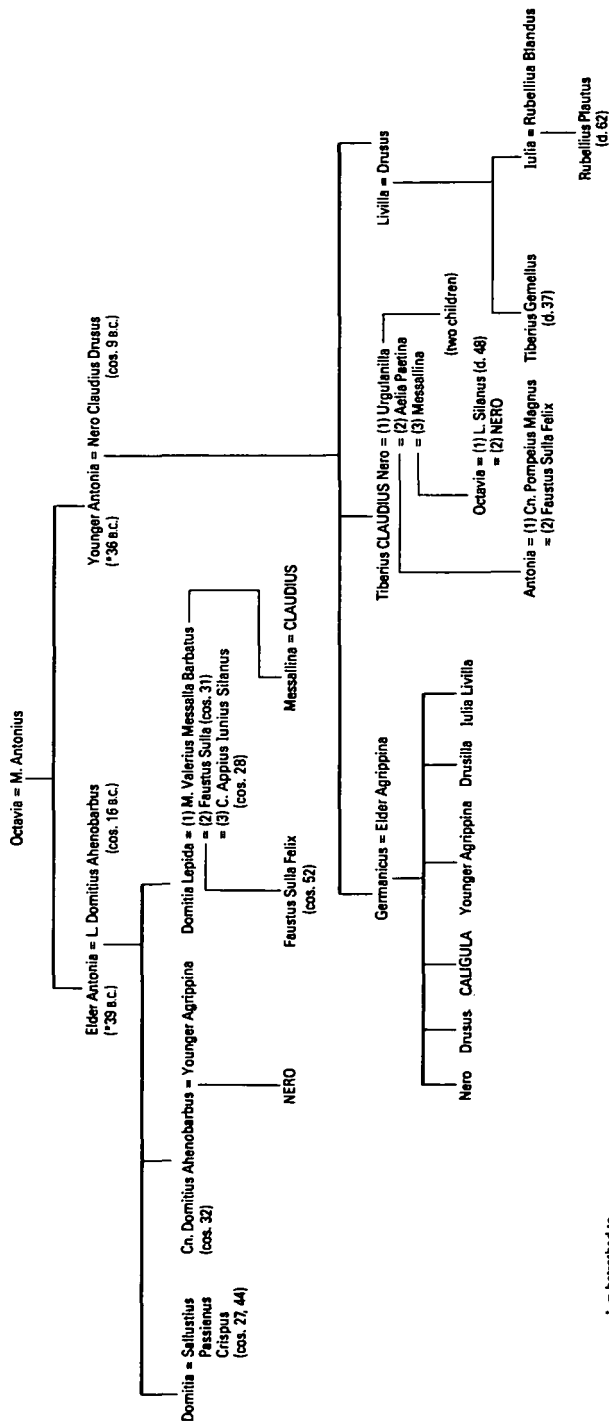 Octavia = M. Antonius
Elder Antonia = L. Domitius Ahenobarbus
(*39 B.C.)
(cos. 16 B.C.)
Younger Antonia = Nero Claudius Drusus
(*36 B.C.)
(cos. 9 B.C.)
Domitia = Sallustius
Passienus
Crispus
(cos. 27, 44)
Cn. Domitius Ahenobarbus = Younger Agrippina
(cos. 32)
Domitia Lepida = (1) M. Valerius Messalla Barbatus
= (2) Faustus Sulla (cos. 31)
= (3) C. Appius Iunius Silanus
(cos. 28)
NERO
Faustus Sulla Felix
(cos. 52)
Messallina = CLAUDIUS
Germanicus = Elder Agrippina
Tiberius CLAUDIUS Nero = (1) Urgulanilla
= (2) Aelia Paetina
= (3) Messallina
Livilla = Drusus
Nero
Drusus
CALIGULA
Younger Agrippina
Drusilla
Iulia Livilla
(two children)
Octavia = (1) L. Silanus (d. 48)
= (2) NERO
Antonia = (1) Cn. Pompeius Magnus
= (2) Faustus Sulla Felix
Tiberius Gemellus
(d. 37)
Iulia = Rubelliua Blandus
Rubellius Plautus
(d. 62)
= betrothed to